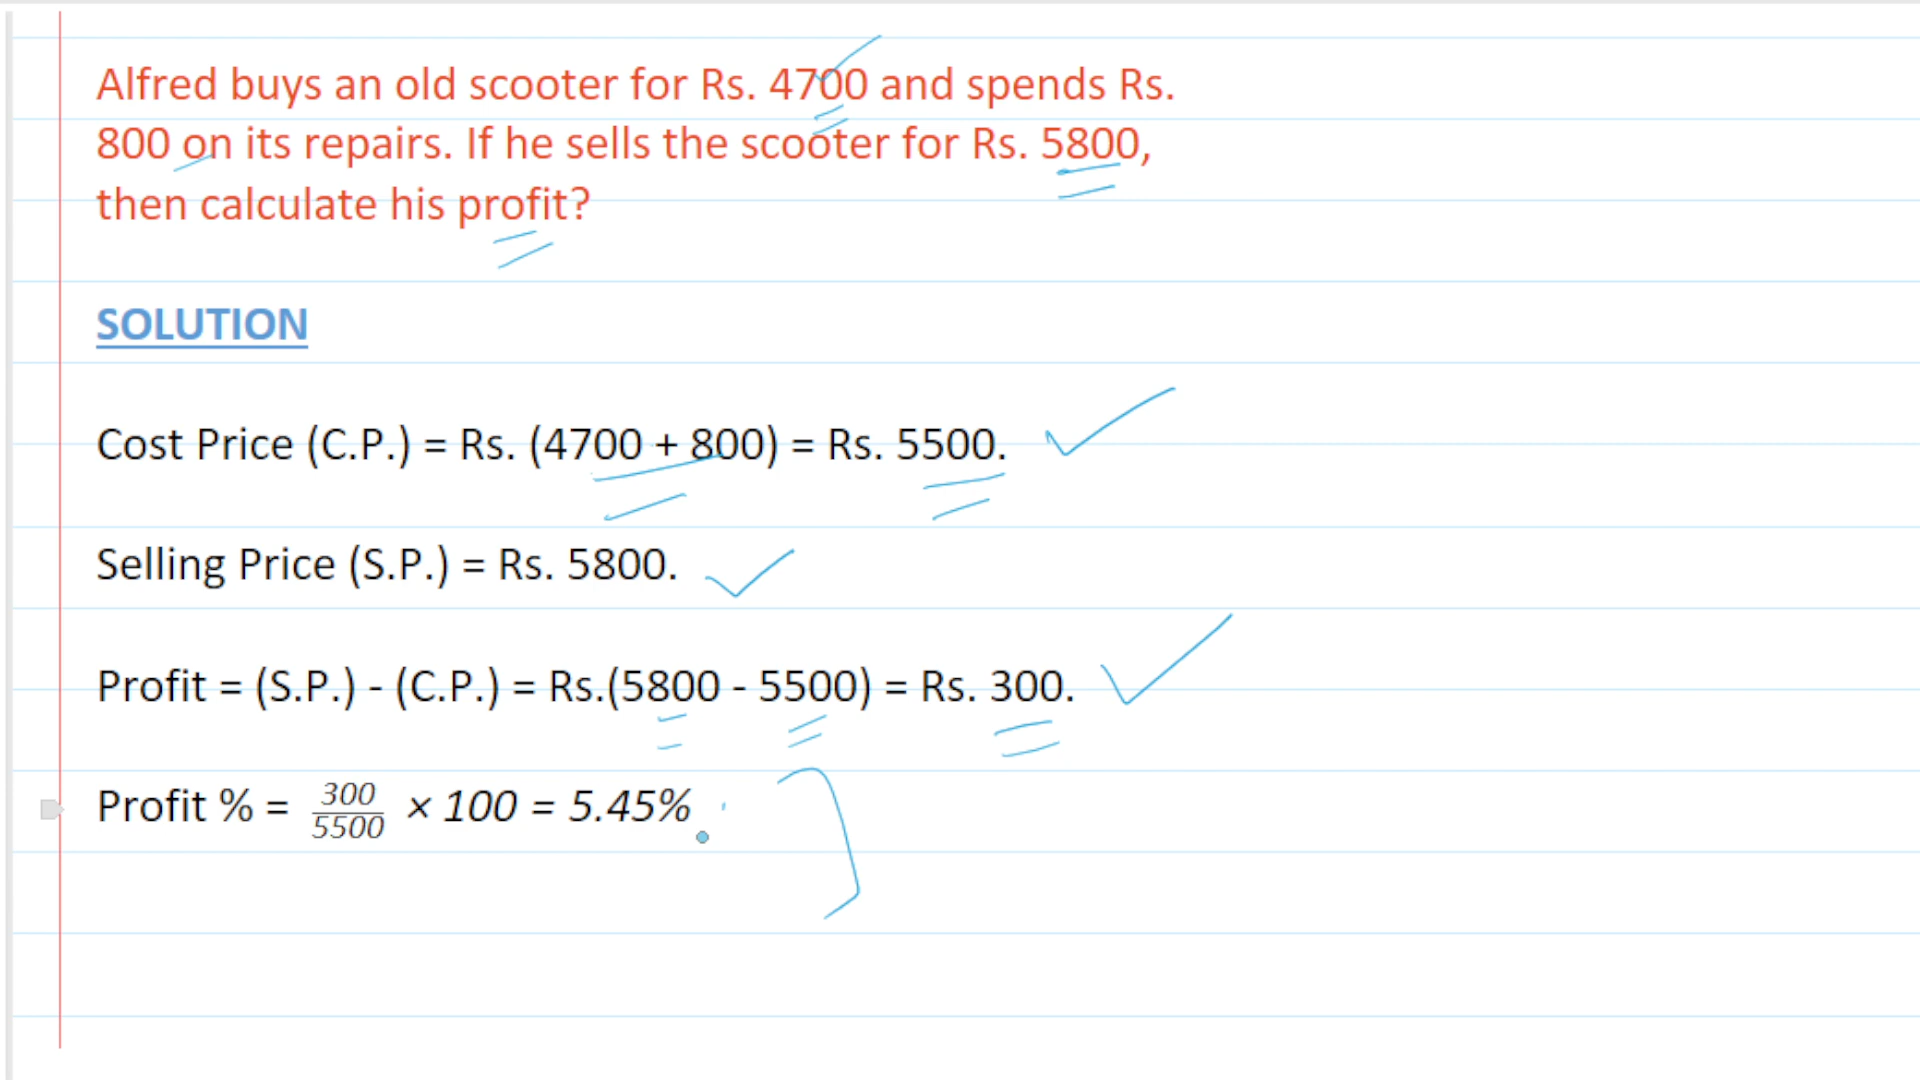 Alfred buys an old scooter for Rs. 4700 and spends Rs.
800 on its repairs. If he sells the scooter for Rs. 5800,
then calculate his profit?
SOLUTION
Cost Price (C.P.) = Rs. (4700 + 800) = Rs. 5500.
Selling Price (S.P.) = Rs. 5800.
Profit = (S.P.) - (C.P.) = Rs.(5800 - 5500) = Rs. 300.
Profit % = 300/5500 × 100 = 5.45%